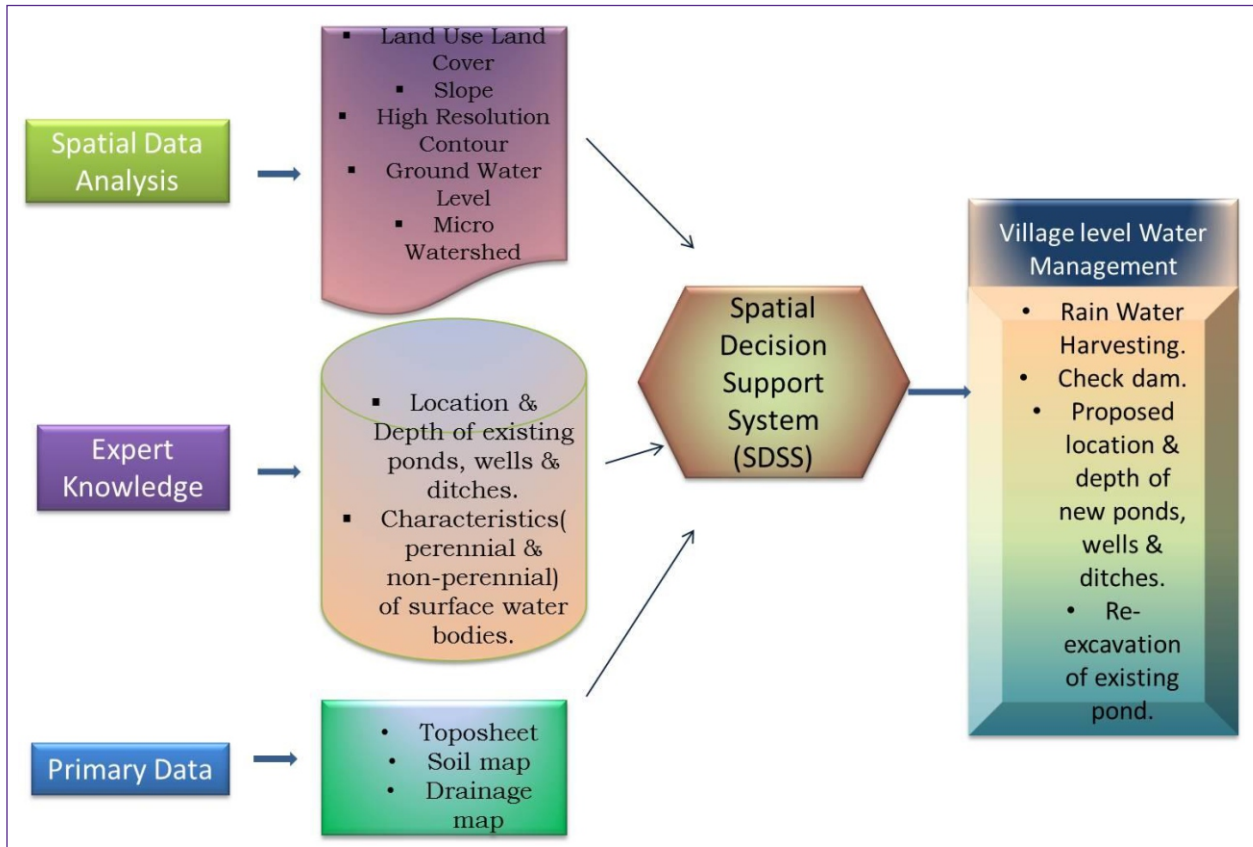 Spatial Data
Analysis
▪ Land Use Land
Cover
▪ Slope
▪ High Resolution
Contour
▪ Ground Water
Level
▪ Micro
Watershed
Expert
Knowledge
▪ Location &
Depth of existing
ponds, wells &
ditches.
▪ Characteristics(
perennial &
non-perennial)
of surface water
bodies.
Primary Data
• Toposheet
• Soil map
• Drainage
map
Spatial
Decision
Support
System
(SDSS)
Village level Water
Management
• Rain Water
Harvesting.
• Check dam.
• Proposed
location &
depth of
new ponds,
wells &
ditches.
• Re-
excavation
of existing
pond.